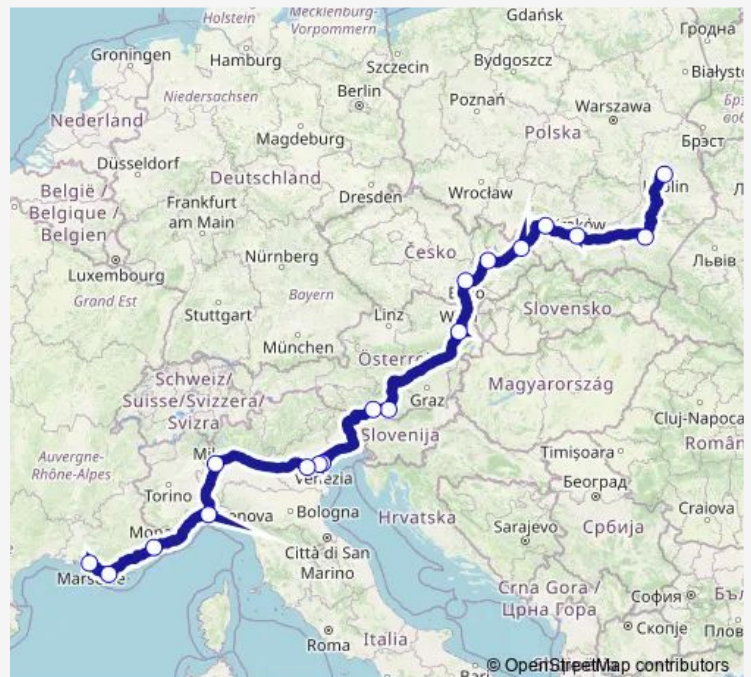 Holstein
Mecklenburg-
Vorpommern
Gdańsk
Гродна
Groningen
Hamburg
Szczecin
Bydgoszcz
Niedersachsen
Berlin
Poznań
Warszawa
Nederland
Magdeburg
Polska
Брэст
Düsseldorf
Deutschland
België /
Belgique /
Belgien
Frankfurt
am Main
Dresden
Wrocław
Luxembourg
Nürnberg
Česko
Львів
Grand Est
Bayern
Stuttgart
Linz
Slovensko
München
Schweiz/
Suisse/Svizzera/
Svizra
Magyarország
Graz
Cluj-Napoca
Slovenija
Auvergne-
Rhône-Alpes
Timișoara
Torino
Venezia
Београд
Bologna
Craiova
Hrvatska
Sarajevo
Србија
Città di San
Marino
Crna Gora /
Црна Гора
София
Скопје
Roma
Italia
© OpenStreetMap contributors